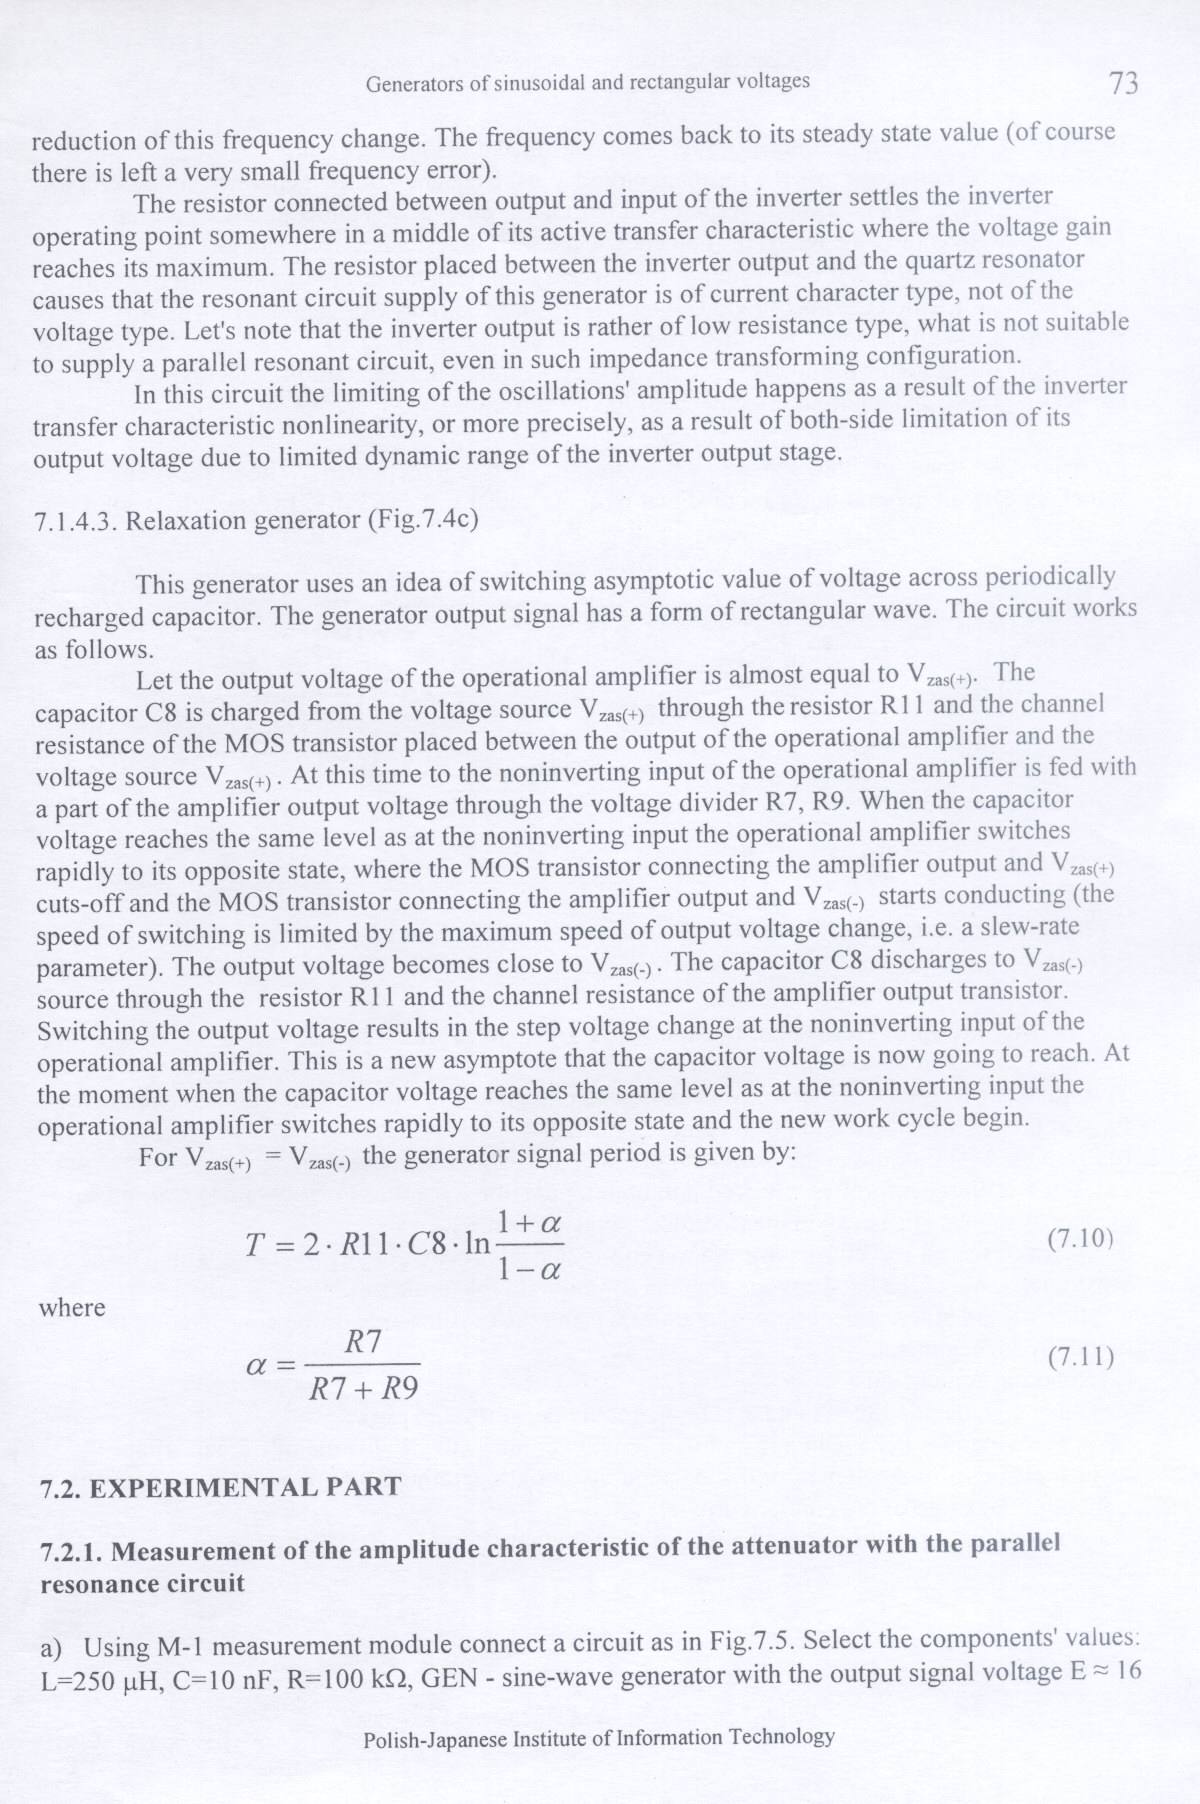 Generators of sinusoidal and rectangular voltages 73
reduction of this frequency change. The frequency comes back to its steady state value (of course
there is left a very small frequency error).
The resistor connected between output and input of the inverter settles the inverter
operating point somewhere in a middle of its active transfer characteristic where the voltage gain
reaches its maximum. The resistor placed between the inverter output and the quartz resonator
causes that the resonant circuit supply of this generator is of current character type, not of the
voltage type. Let's note that the inverter output is rather of low resistance type, what is not suitable
to supply a parallel resonant circuit, even in such impedance transforming configuration.
In this circuit the limiting of the oscillations' amplitude happens as a result of the inverter
transfer characteristic nonlinearity, or more precisely, as a result of both-side limitation of its
output voltage due to limited dynamic range of the inverter output stage.
7.1.4.3. Relaxation generator (Fig.7.4c)
This generator uses an idea of switching asymptotic value of voltage across periodically
recharged capacitor. The generator output signal has a form of rectangular wave. The circuit works
as follows.
Let the output voltage of the operational amplifier is almost equal to V zas(+). The
capacitor C8 is charged from the voltage source V zas(+) through the resistor R11 and the channel
resistance of the MOS transistor placed between the output of the operational amplifier and the
voltage source V zas(+) . At this time to the noninverting input of the operational amplifier is fed with
a part of the amplifier output voltage through the voltage divider R7, R9. When the capacitor
voltage reaches the same level as at the noninverting input the operational amplifier switches
rapidly to its opposite state, where the MOS transistor connecting the amplifier output and V zas(+)
cuts-off and the MOS transistor connecting the amplifier output and V zas(-) starts conducting (the
speed of switching is limited by the maximum speed of output voltage change, i.e. a slew-rate
parameter). The output voltage becomes close to V zas(-) . The capacitor C8 discharges to V zas(-)
source through the resistor R11 and the channel resistance of the amplifier output transistor.
Switching the output voltage results in the step voltage change at the noninverting input of the
operational amplifier. This is a new asymptote that the capacitor voltage is now going to reach. At
the moment when the capacitor voltage reaches the same level as at the noninverting input the
operational amplifier switches rapidly to its opposite state and the new work cycle begin.
For V zas(+) = V zas(-) the generator signal period is given by:
T = 2 · R11 · C8 · ln (1 + α)/(1 − α) (7.10)
where
α = R7/(R7 + R9) (7.11)
7.2. EXPERIMENTAL PART
7.2.1. Measurement of the amplitude characteristic of the attenuator with the parallel
resonance circuit
a) Using M-1 measurement module connect a circuit as in Fig.7.5. Select the components' values:
L=250 μH, C=10 nF, R=100 kΩ, GEN - sine-wave generator with the output signal voltage E ≈ 16
Polish-Japanese Institute of Information Technology